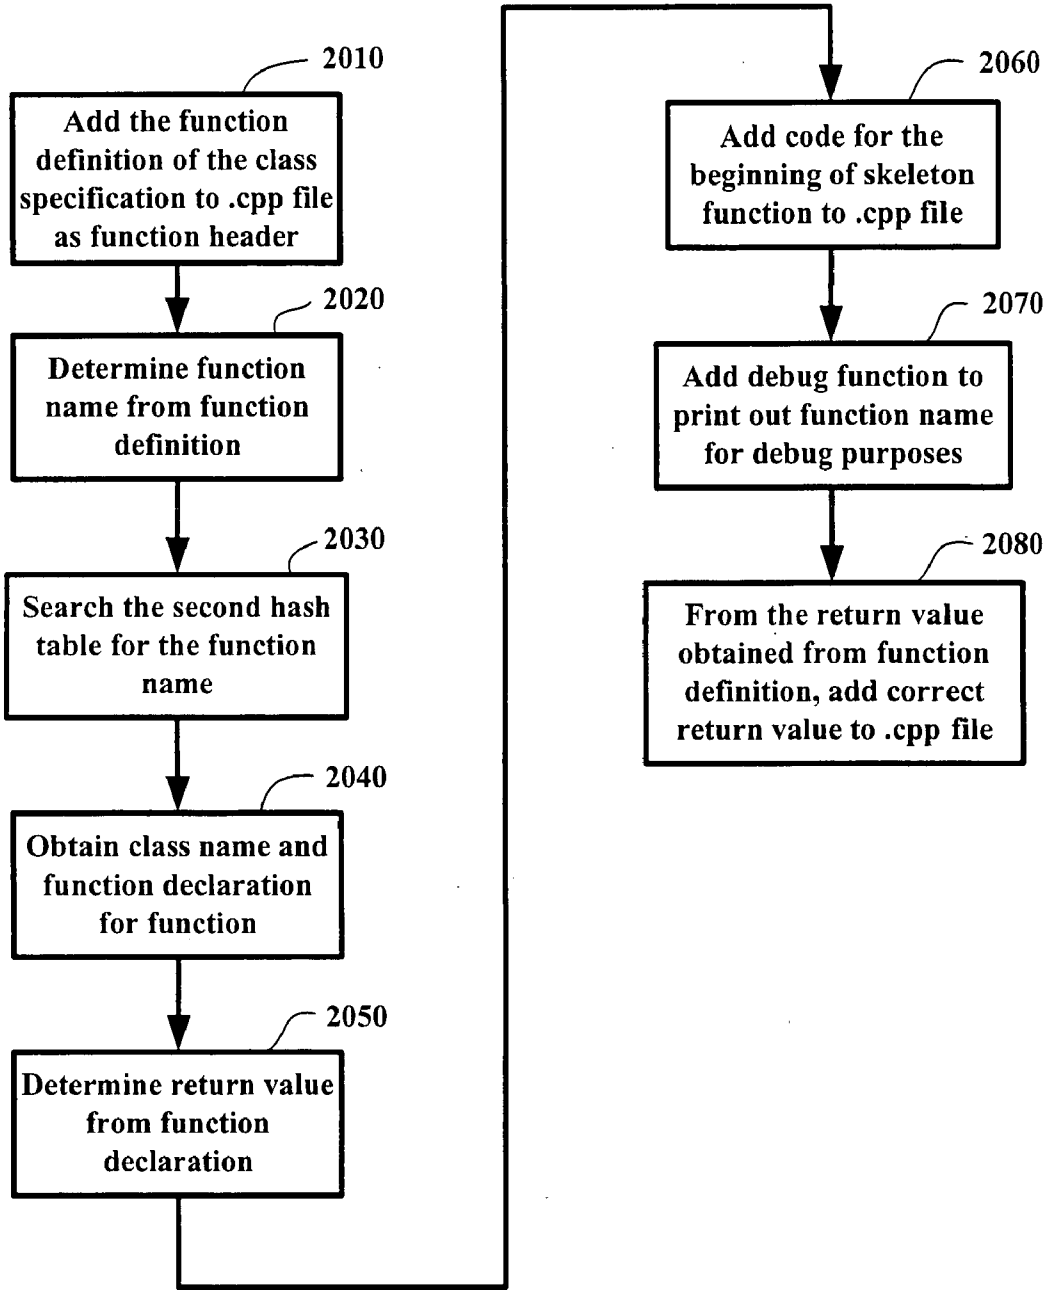 2010
Add the function
definition of the class
specification to .cpp file
as function header
2020
Determine function
name from function
definition
2030
Search the second hash
table for the function
name
2040
Obtain class name and
function declaration
for function
2050
Determine return value
from function
declaration
2060
Add code for the
beginning of skeleton
function to .cpp file
2070
Add debug function to
print out function name
for debug purposes
2080
From the return value
obtained from function
definition, add correct
return value to .cpp file